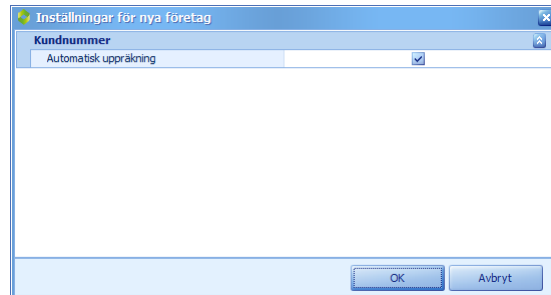 Inställningar för nya företag
Kundnummer
Automatisk uppräkning
OK Avbryt